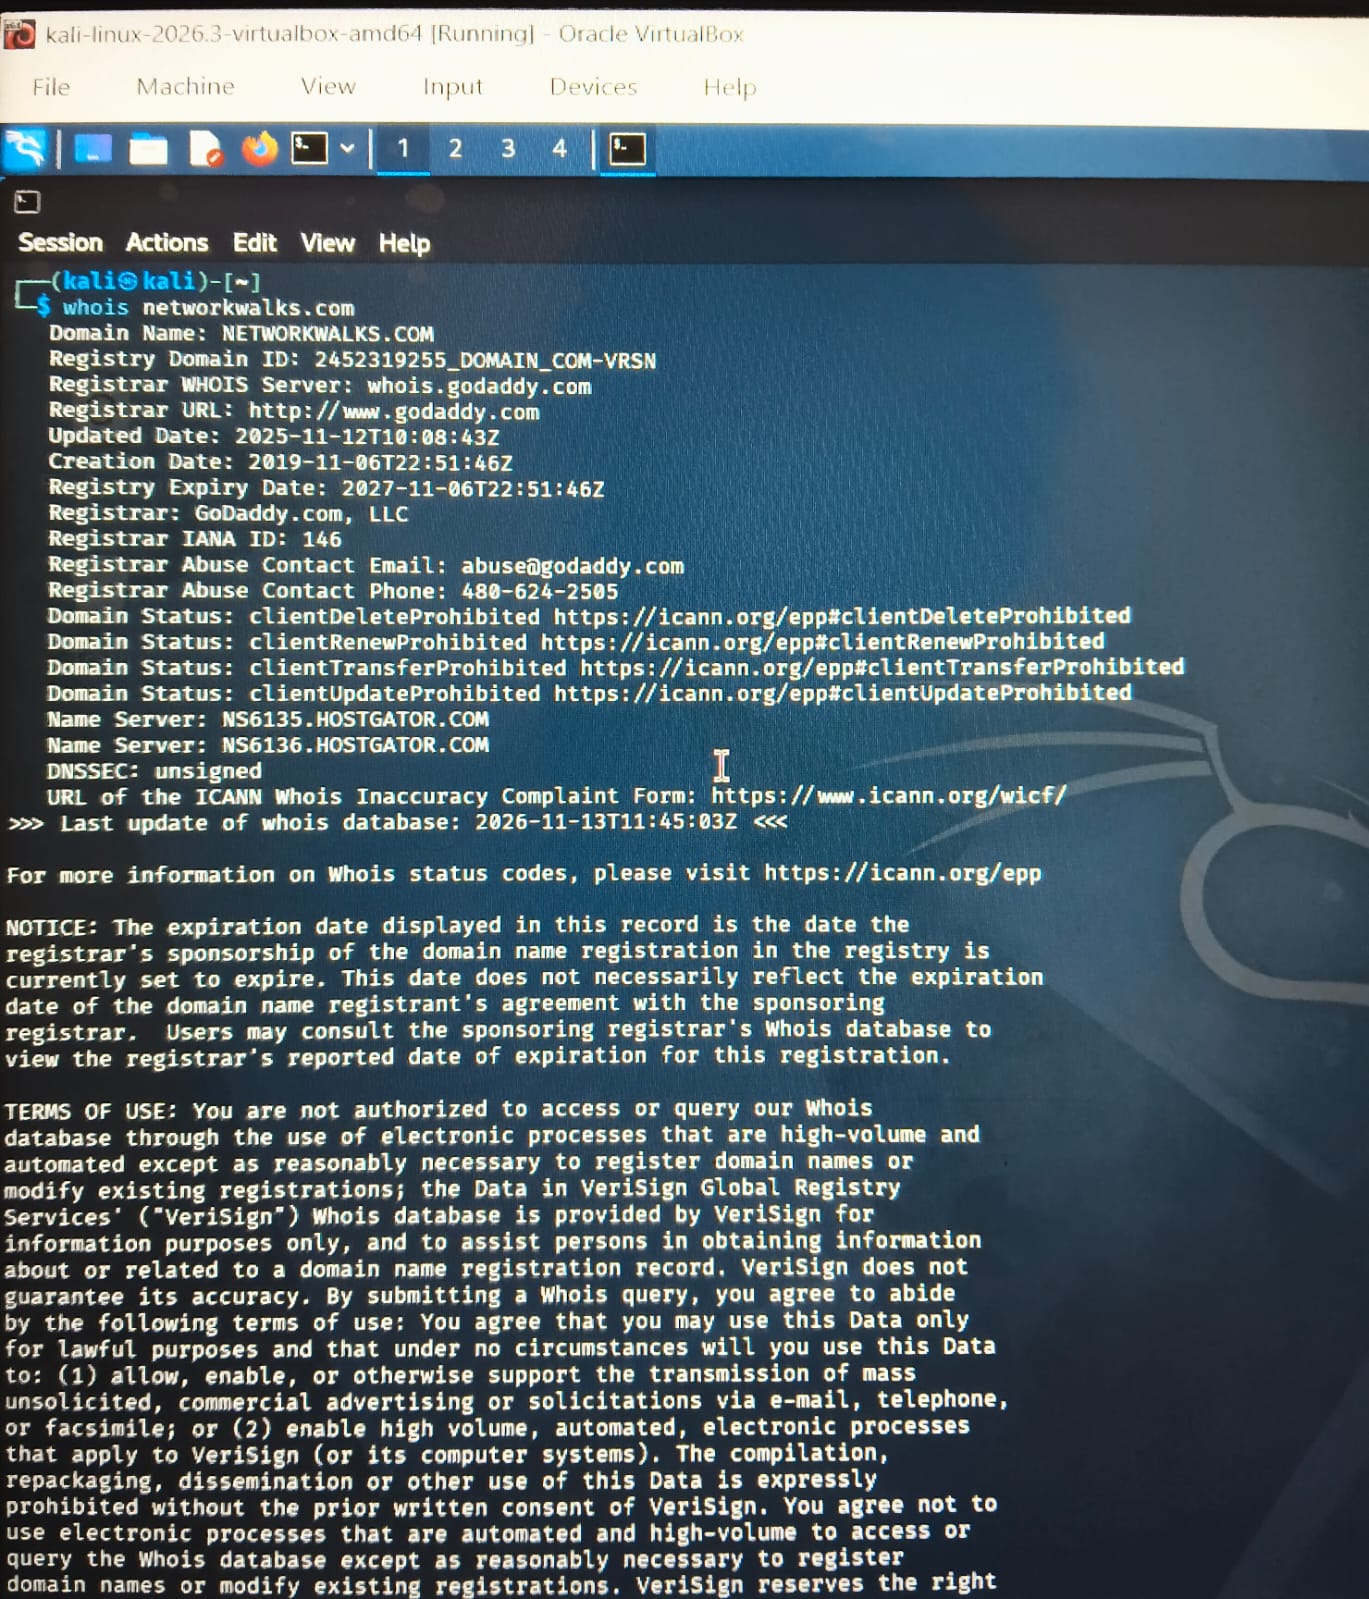 kali-linux-2026.3-virtualbox-amd64 [Running] - Oracle VirtualBox
File Machine View Input Devices Help
1 2 3 4
Session Actions Edit View Help
(kali㉿kali)-[~]
$ whois networkwalks.com
Domain Name: NETWORKWALKS.COM
Registry Domain ID: 2452319255_DOMAIN_COM-VRSN
Registrar WHOIS Server: whois.godaddy.com
Registrar URL: http://www.godaddy.com
Updated Date: 2025-11-12T10:08:43Z
Creation Date: 2019-11-06T22:51:46Z
Registry Expiry Date: 2027-11-06T22:51:46Z
Registrar: GoDaddy.com, LLC
Registrar IANA ID: 146
Registrar Abuse Contact Email: abuse@godaddy.com
Registrar Abuse Contact Phone: 480-624-2505
Domain Status: clientDeleteProhibited https://icann.org/epp#clientDeleteProhibited
Domain Status: clientRenewProhibited https://icann.org/epp#clientRenewProhibited
Domain Status: clientTransferProhibited https://icann.org/epp#clientTransferProhibited
Domain Status: clientUpdateProhibited https://icann.org/epp#clientUpdateProhibited
Name Server: NS6135.HOSTGATOR.COM
Name Server: NS6136.HOSTGATOR.COM
DNSSEC: unsigned
URL of the ICANN Whois Inaccuracy Complaint Form: https://www.icann.org/wicf/
>>> Last update of whois database: 2026-11-13T11:45:03Z <<<
For more information on Whois status codes, please visit https://icann.org/epp
NOTICE: The expiration date displayed in this record is the date the
registrar's sponsorship of the domain name registration in the registry is
currently set to expire. This date does not necessarily reflect the expiration
date of the domain name registrant's agreement with the sponsoring
registrar.  Users may consult the sponsoring registrar's Whois database to
view the registrar's reported date of expiration for this registration.
TERMS OF USE: You are not authorized to access or query our Whois
database through the use of electronic processes that are high-volume and
automated except as reasonably necessary to register domain names or
modify existing registrations; the Data in VeriSign Global Registry
Services' ("VeriSign") Whois database is provided by VeriSign for
information purposes only, and to assist persons in obtaining information
about or related to a domain name registration record. VeriSign does not
guarantee its accuracy. By submitting a Whois query, you agree to abide
by the following terms of use: You agree that you may use this Data only
for lawful purposes and that under no circumstances will you use this Data
to: (1) allow, enable, or otherwise support the transmission of mass
unsolicited, commercial advertising or solicitations via e-mail, telephone,
or facsimile; or (2) enable high volume, automated, electronic processes
that apply to VeriSign (or its computer systems). The compilation,
repackaging, dissemination or other use of this Data is expressly
prohibited without the prior written consent of VeriSign. You agree not to
use electronic processes that are automated and high-volume to access or
query the Whois database except as reasonably necessary to register
domain names or modify existing registrations. VeriSign reserves the right